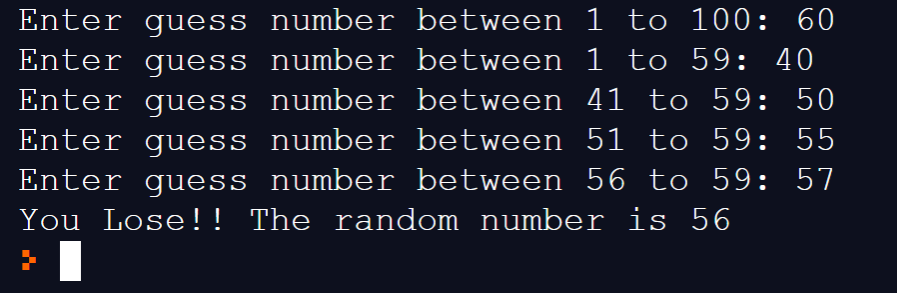 Enter guess number between 1 to 100: 60
Enter guess number between 1 to 59: 40
Enter guess number between 41 to 59: 50
Enter guess number between 51 to 59: 55
Enter guess number between 56 to 59: 57
You Lose!! The random number is 56